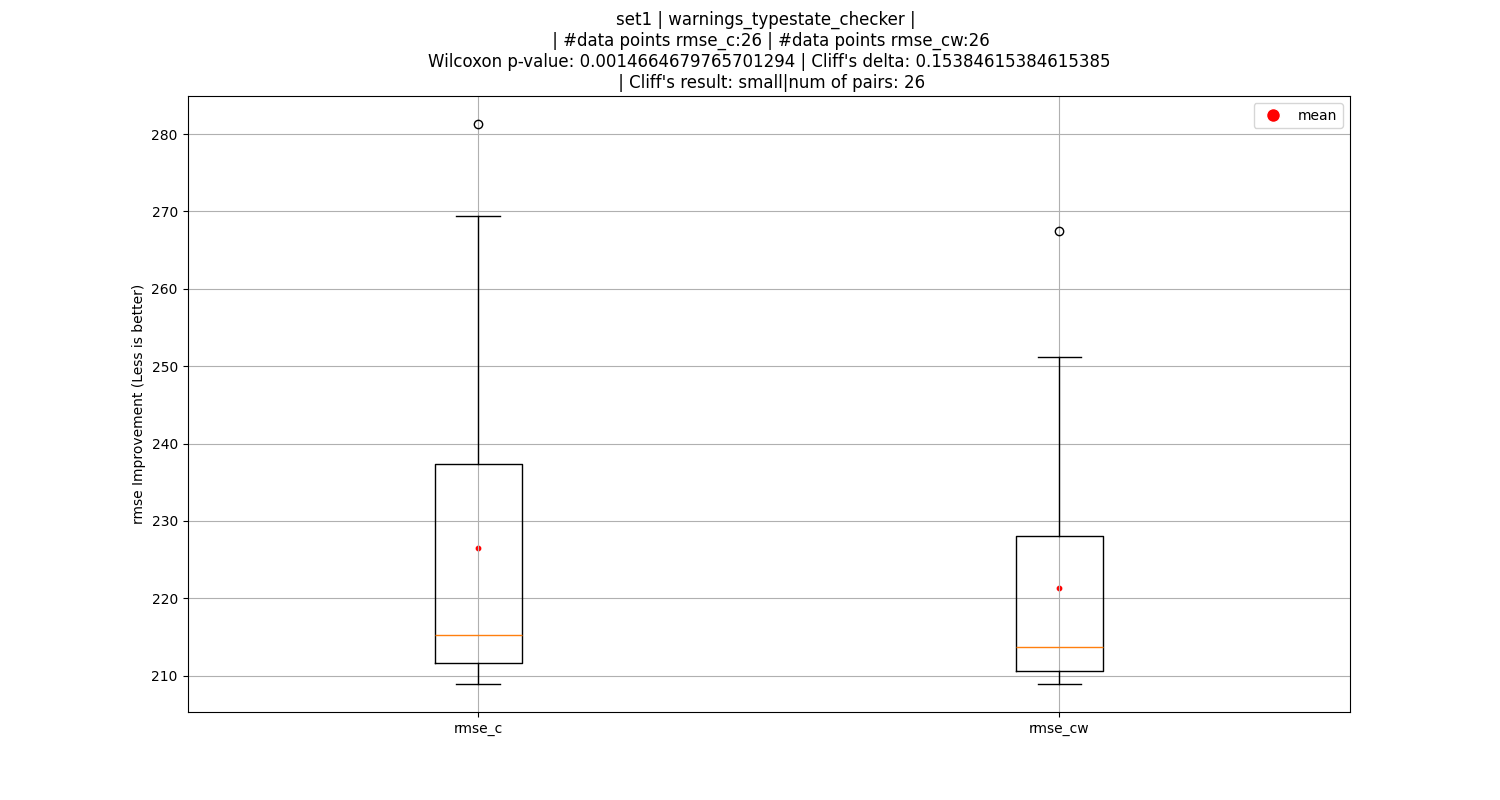 set1 | warnings_typestate_checker |
| #data points rmse_c:26 | #data points rmse_cw:26
Wilcoxon p-value: 0.0014664679765701294 | Cliff's delta: 0.15384615384615385
| Cliff's result: small|num of pairs: 26
mean
280
270
260
250
240
230
220
210
rmse Improvement (Less is better)
rmse_c
rmse_cw